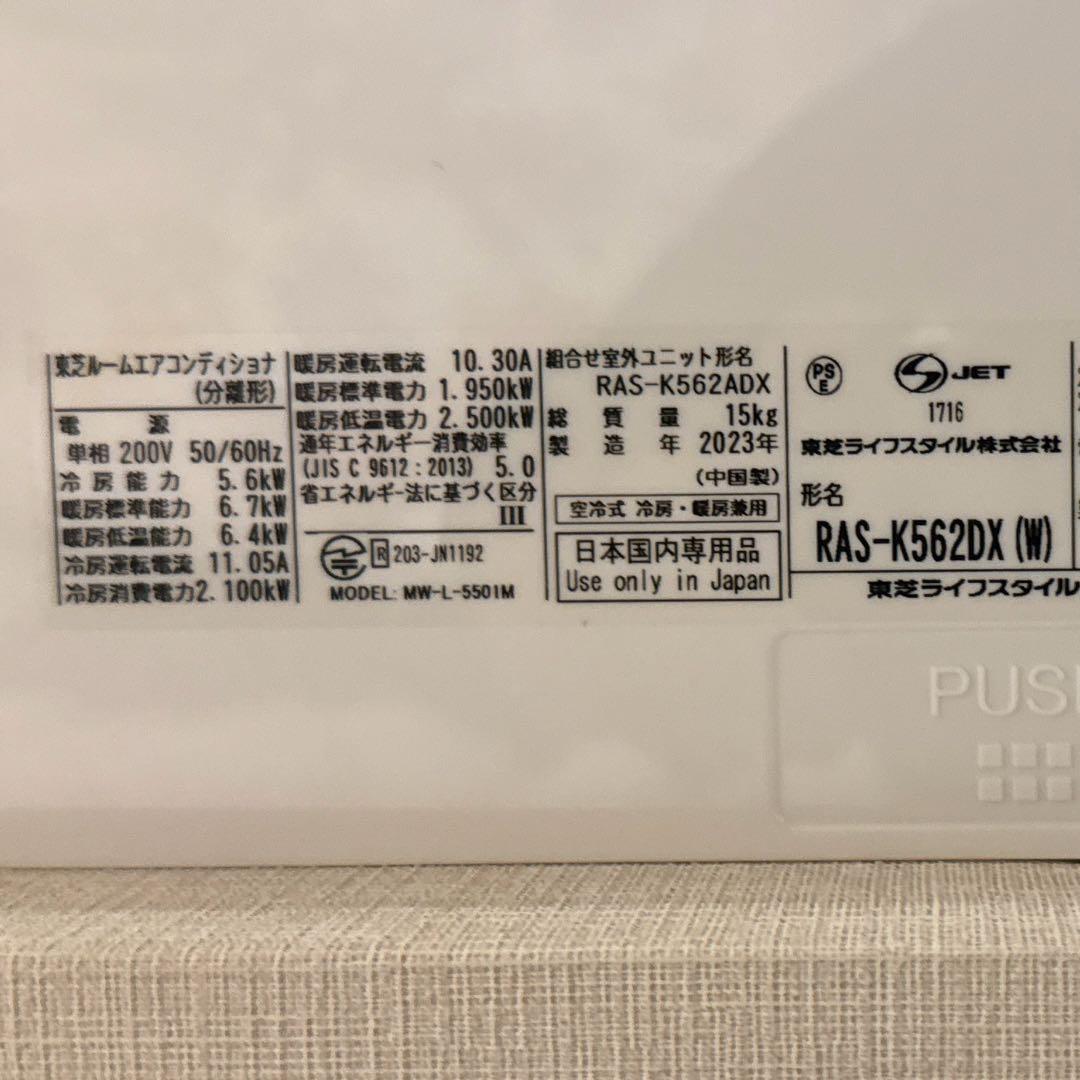 東芝ルームエアコンディショナ
(分離形)
電 源
単相 200V 50/60Hz
冷房能力 5.6kW
暖房標準能力 6.7kW
暖房低温能力 6.4kW
冷房運転電流 11.05A
冷房消費電力2.100kW
暖房運転電流 10.30A
暖房標準電力 1.950kW
暖房低温電力 2.500kW
通年エネルギー消費効率
(JIS C 9612:2013) 5.0
省エネルギー法に基づく区分
III
R 203-JN1192
MODEL: MW-L-5501M
組合せ室外ユニット形名
RAS-K562ADX
総質量 15kg
製造年 2023年
(中国製)
空冷式 冷房・暖房兼用
日本国内専用品
Use only in Japan
PS
E
JET
1716
東芝ライフスタイル株式会社
形名
RAS-K562DX (W)
東芝ライフスタイル
PUS